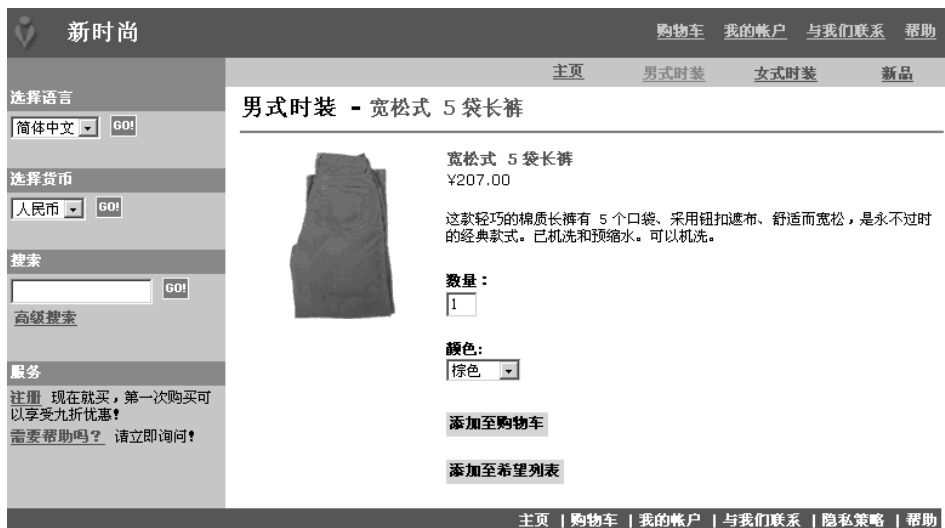 新时尚
购物车 我的帐户 与我们联系 帮助
主页 男式时装 女式时装 新品
选择语言
简体中文 GO!
选择货币
人民币 GO!
搜索
GO!
高级搜索
服务
注册 现在就买，第一次购买可
以享受九折优惠！
需要帮助吗？ 请立即询问！
男式时装 - 宽松式 5 袋长裤
宽松式 5 袋长裤
¥207.00
这款轻巧的棉质长裤有 5 个口袋、采用钮扣遮布、舒适而宽松，是永不过时
的经典款式。已机洗和预缩水。可以机洗。
数量：
1
颜色:
棕色
添加至购物车
添加至希望列表
主页 | 购物车 | 我的帐户 | 与我们联系 | 隐私策略 | 帮助